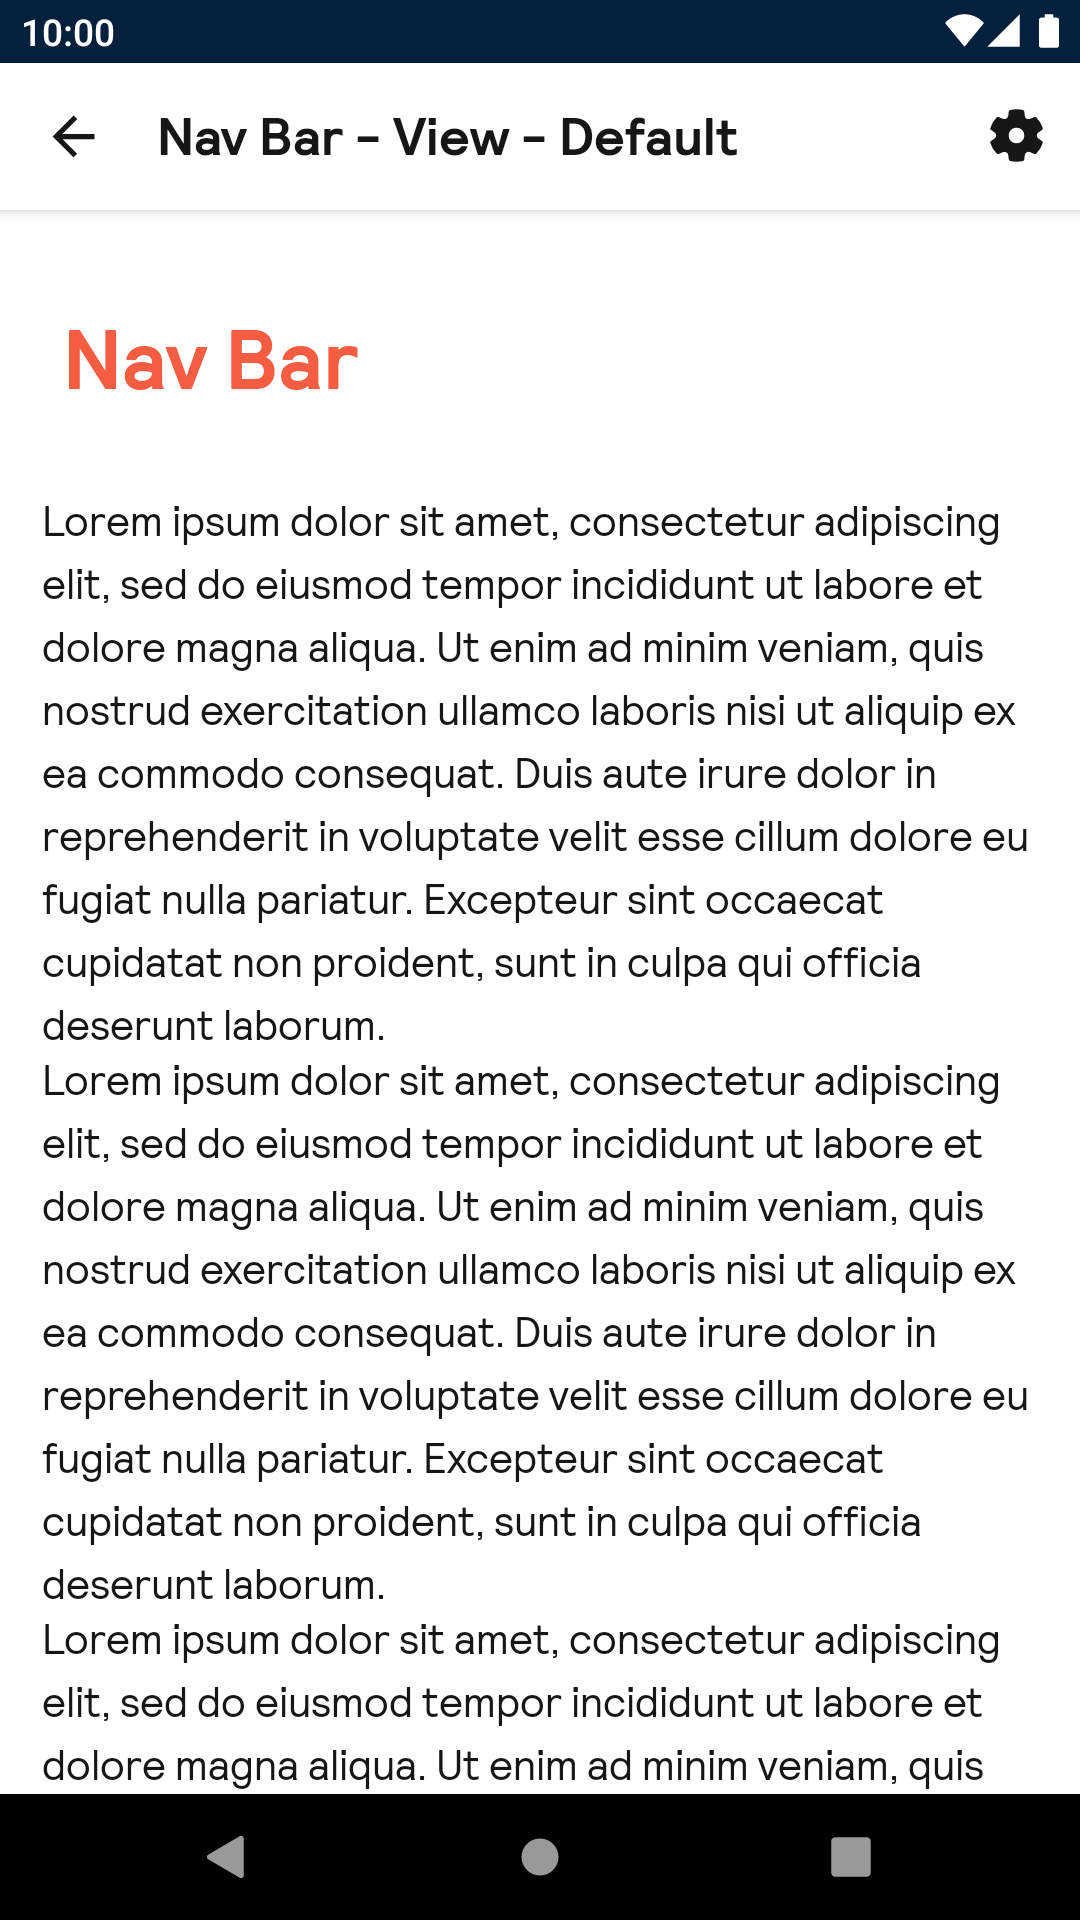 10:00
Nav Bar - View - Default
Nav Bar
Lorem ipsum dolor sit amet, consectetur adipiscing
elit, sed do eiusmod tempor incididunt ut labore et
dolore magna aliqua. Ut enim ad minim veniam, quis
nostrud exercitation ullamco laboris nisi ut aliquip ex
ea commodo consequat. Duis aute irure dolor in
reprehenderit in voluptate velit esse cillum dolore eu
fugiat nulla pariatur. Excepteur sint occaecat
cupidatat non proident, sunt in culpa qui officia
deserunt laborum.
Lorem ipsum dolor sit amet, consectetur adipiscing
elit, sed do eiusmod tempor incididunt ut labore et
dolore magna aliqua. Ut enim ad minim veniam, quis
nostrud exercitation ullamco laboris nisi ut aliquip ex
ea commodo consequat. Duis aute irure dolor in
reprehenderit in voluptate velit esse cillum dolore eu
fugiat nulla pariatur. Excepteur sint occaecat
cupidatat non proident, sunt in culpa qui officia
deserunt laborum.
Lorem ipsum dolor sit amet, consectetur adipiscing
elit, sed do eiusmod tempor incididunt ut labore et
dolore magna aliqua. Ut enim ad minim veniam, quis